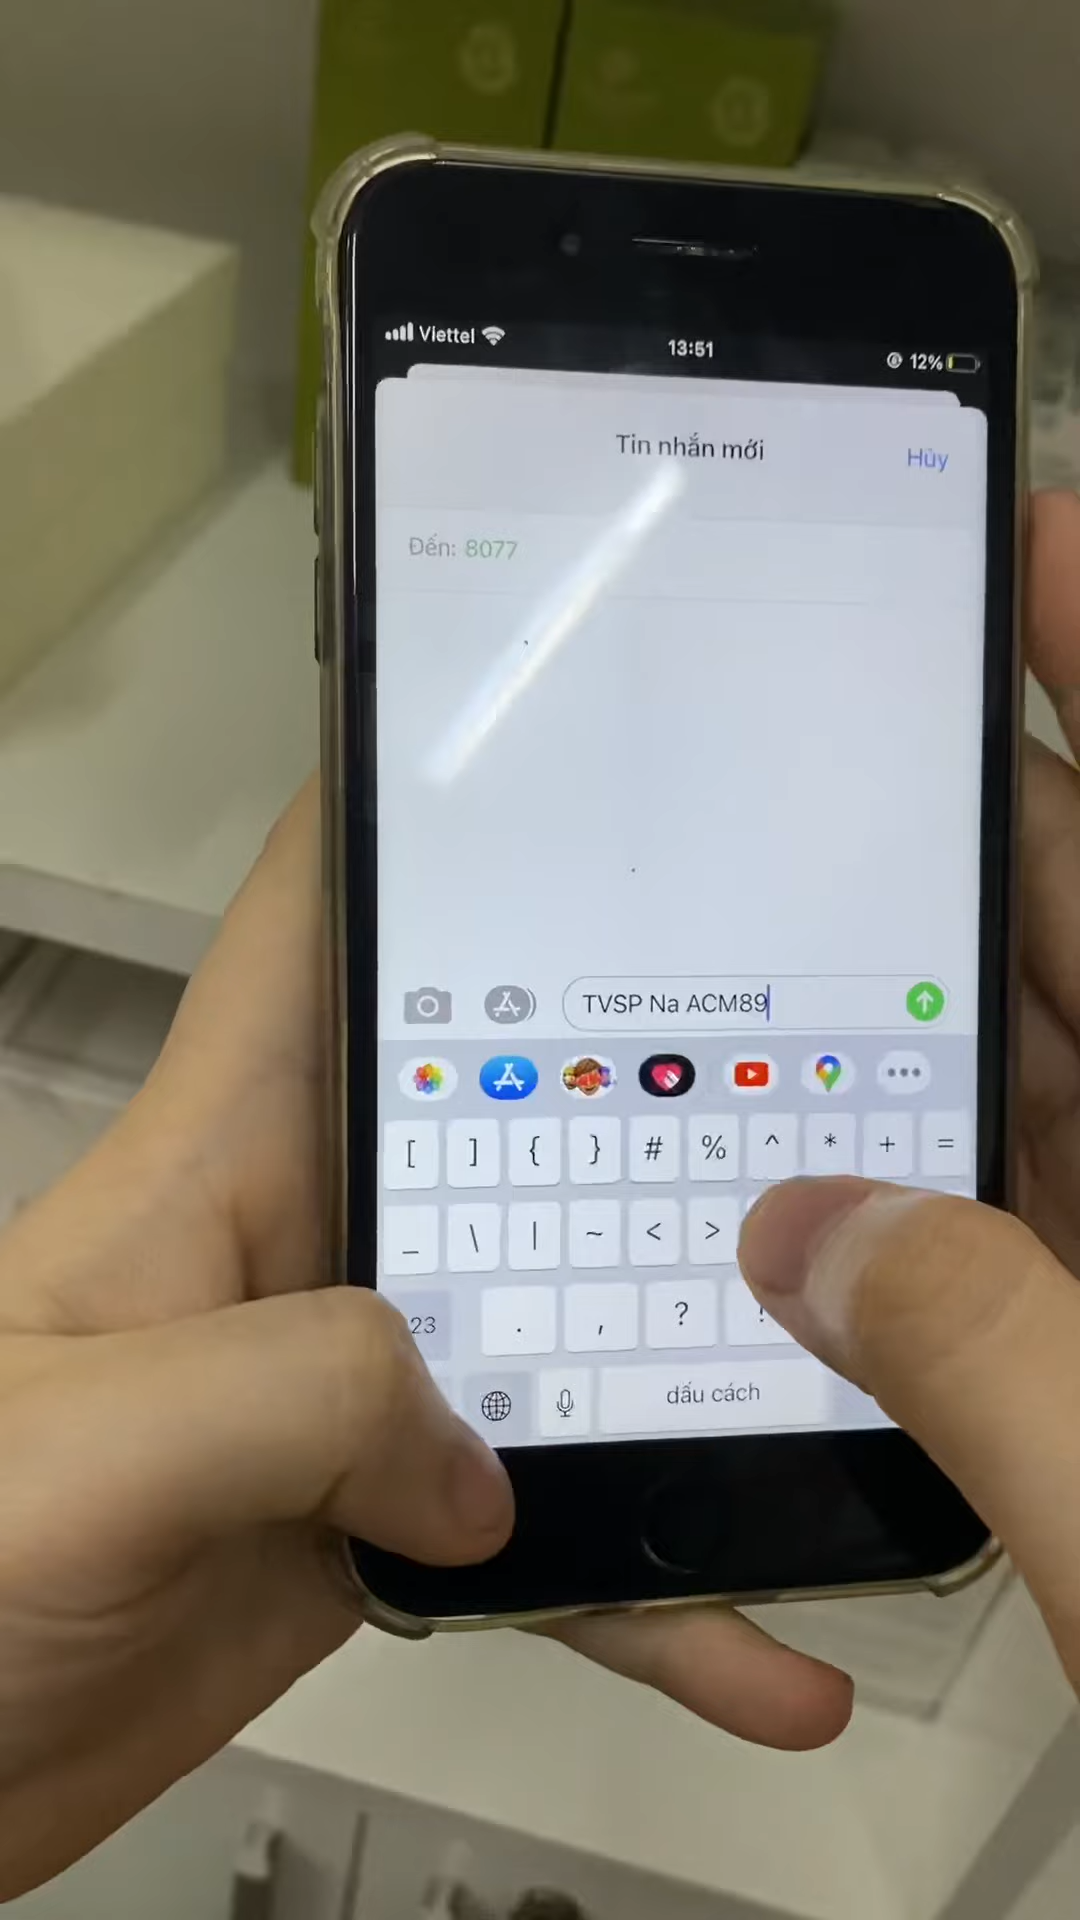 Viettel
13:51
12%
Tin nhắn mới
Hủy
Đến: 8077
TVSP Na ACM89
[ ] { } # % ^ * + =
_ \ | ~ < >
23 . , ? !
dấu cách